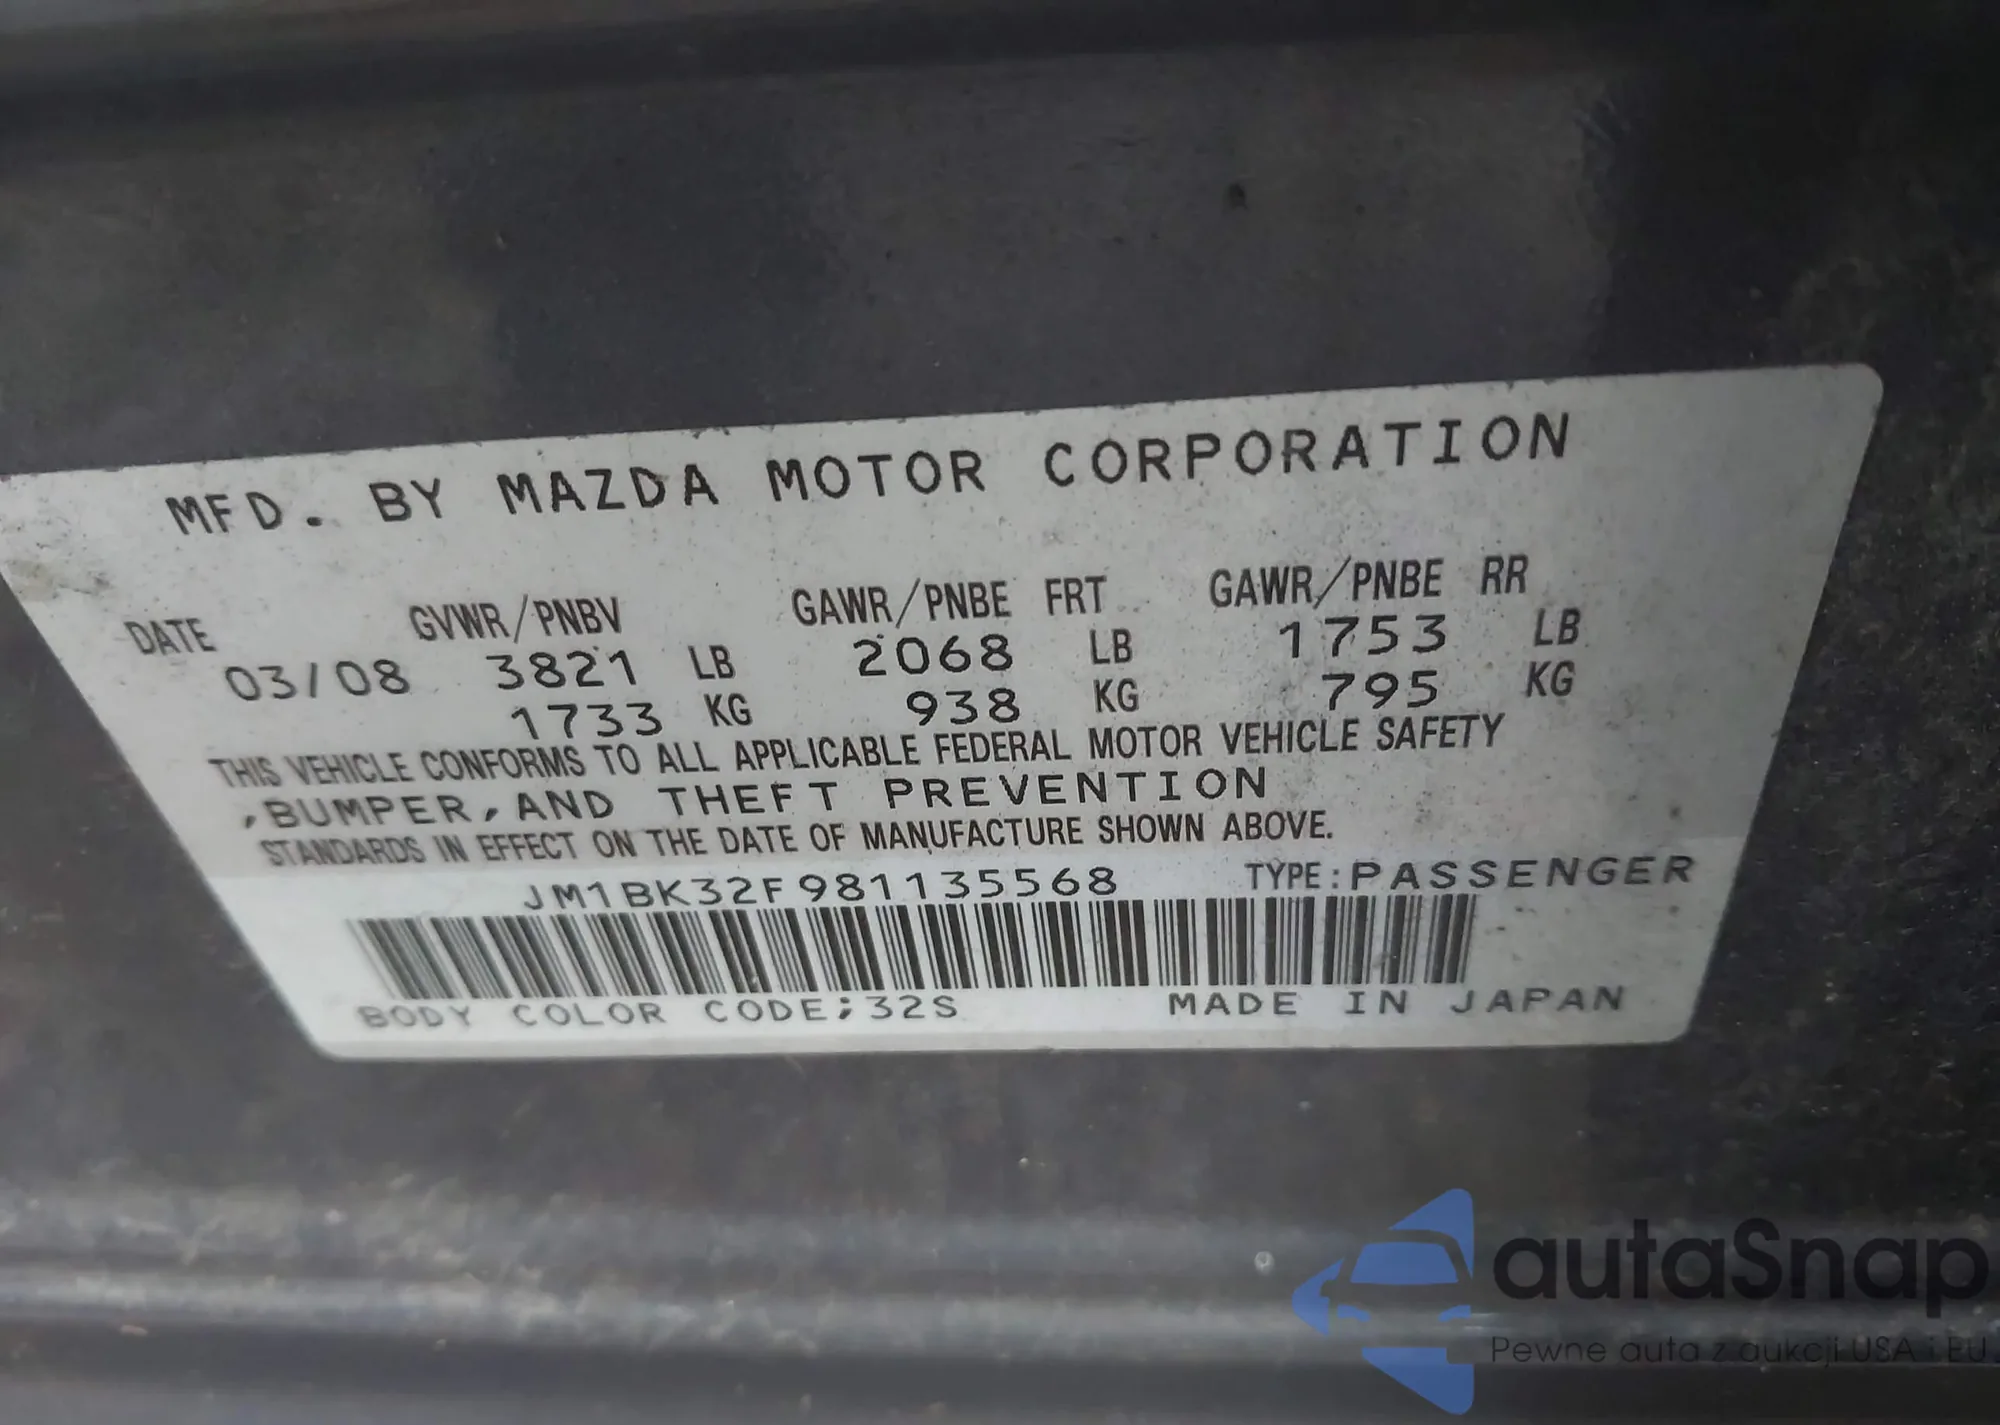 MFD. BY MAZDA MOTOR CORPORATION
DATE GVWR/PNBV GAWR/PNBE FRT GAWR/PNBE RR
03/08 3821 LB 2068 LB 1753 LB
1733 KG 938 KG 795 KG
THIS VEHICLE CONFORMS TO ALL APPLICABLE FEDERAL MOTOR VEHICLE SAFETY
,BUMPER,AND THEFT PREVENTION
STANDARDS IN EFFECT ON THE DATE OF MANUFACTURE SHOWN ABOVE.
JM1BK32F981135568 TYPE:PASSENGER
BODY COLOR CODE;32S MADE IN JAPAN
autaSnap
Pewne auta z aukcji USA i EU